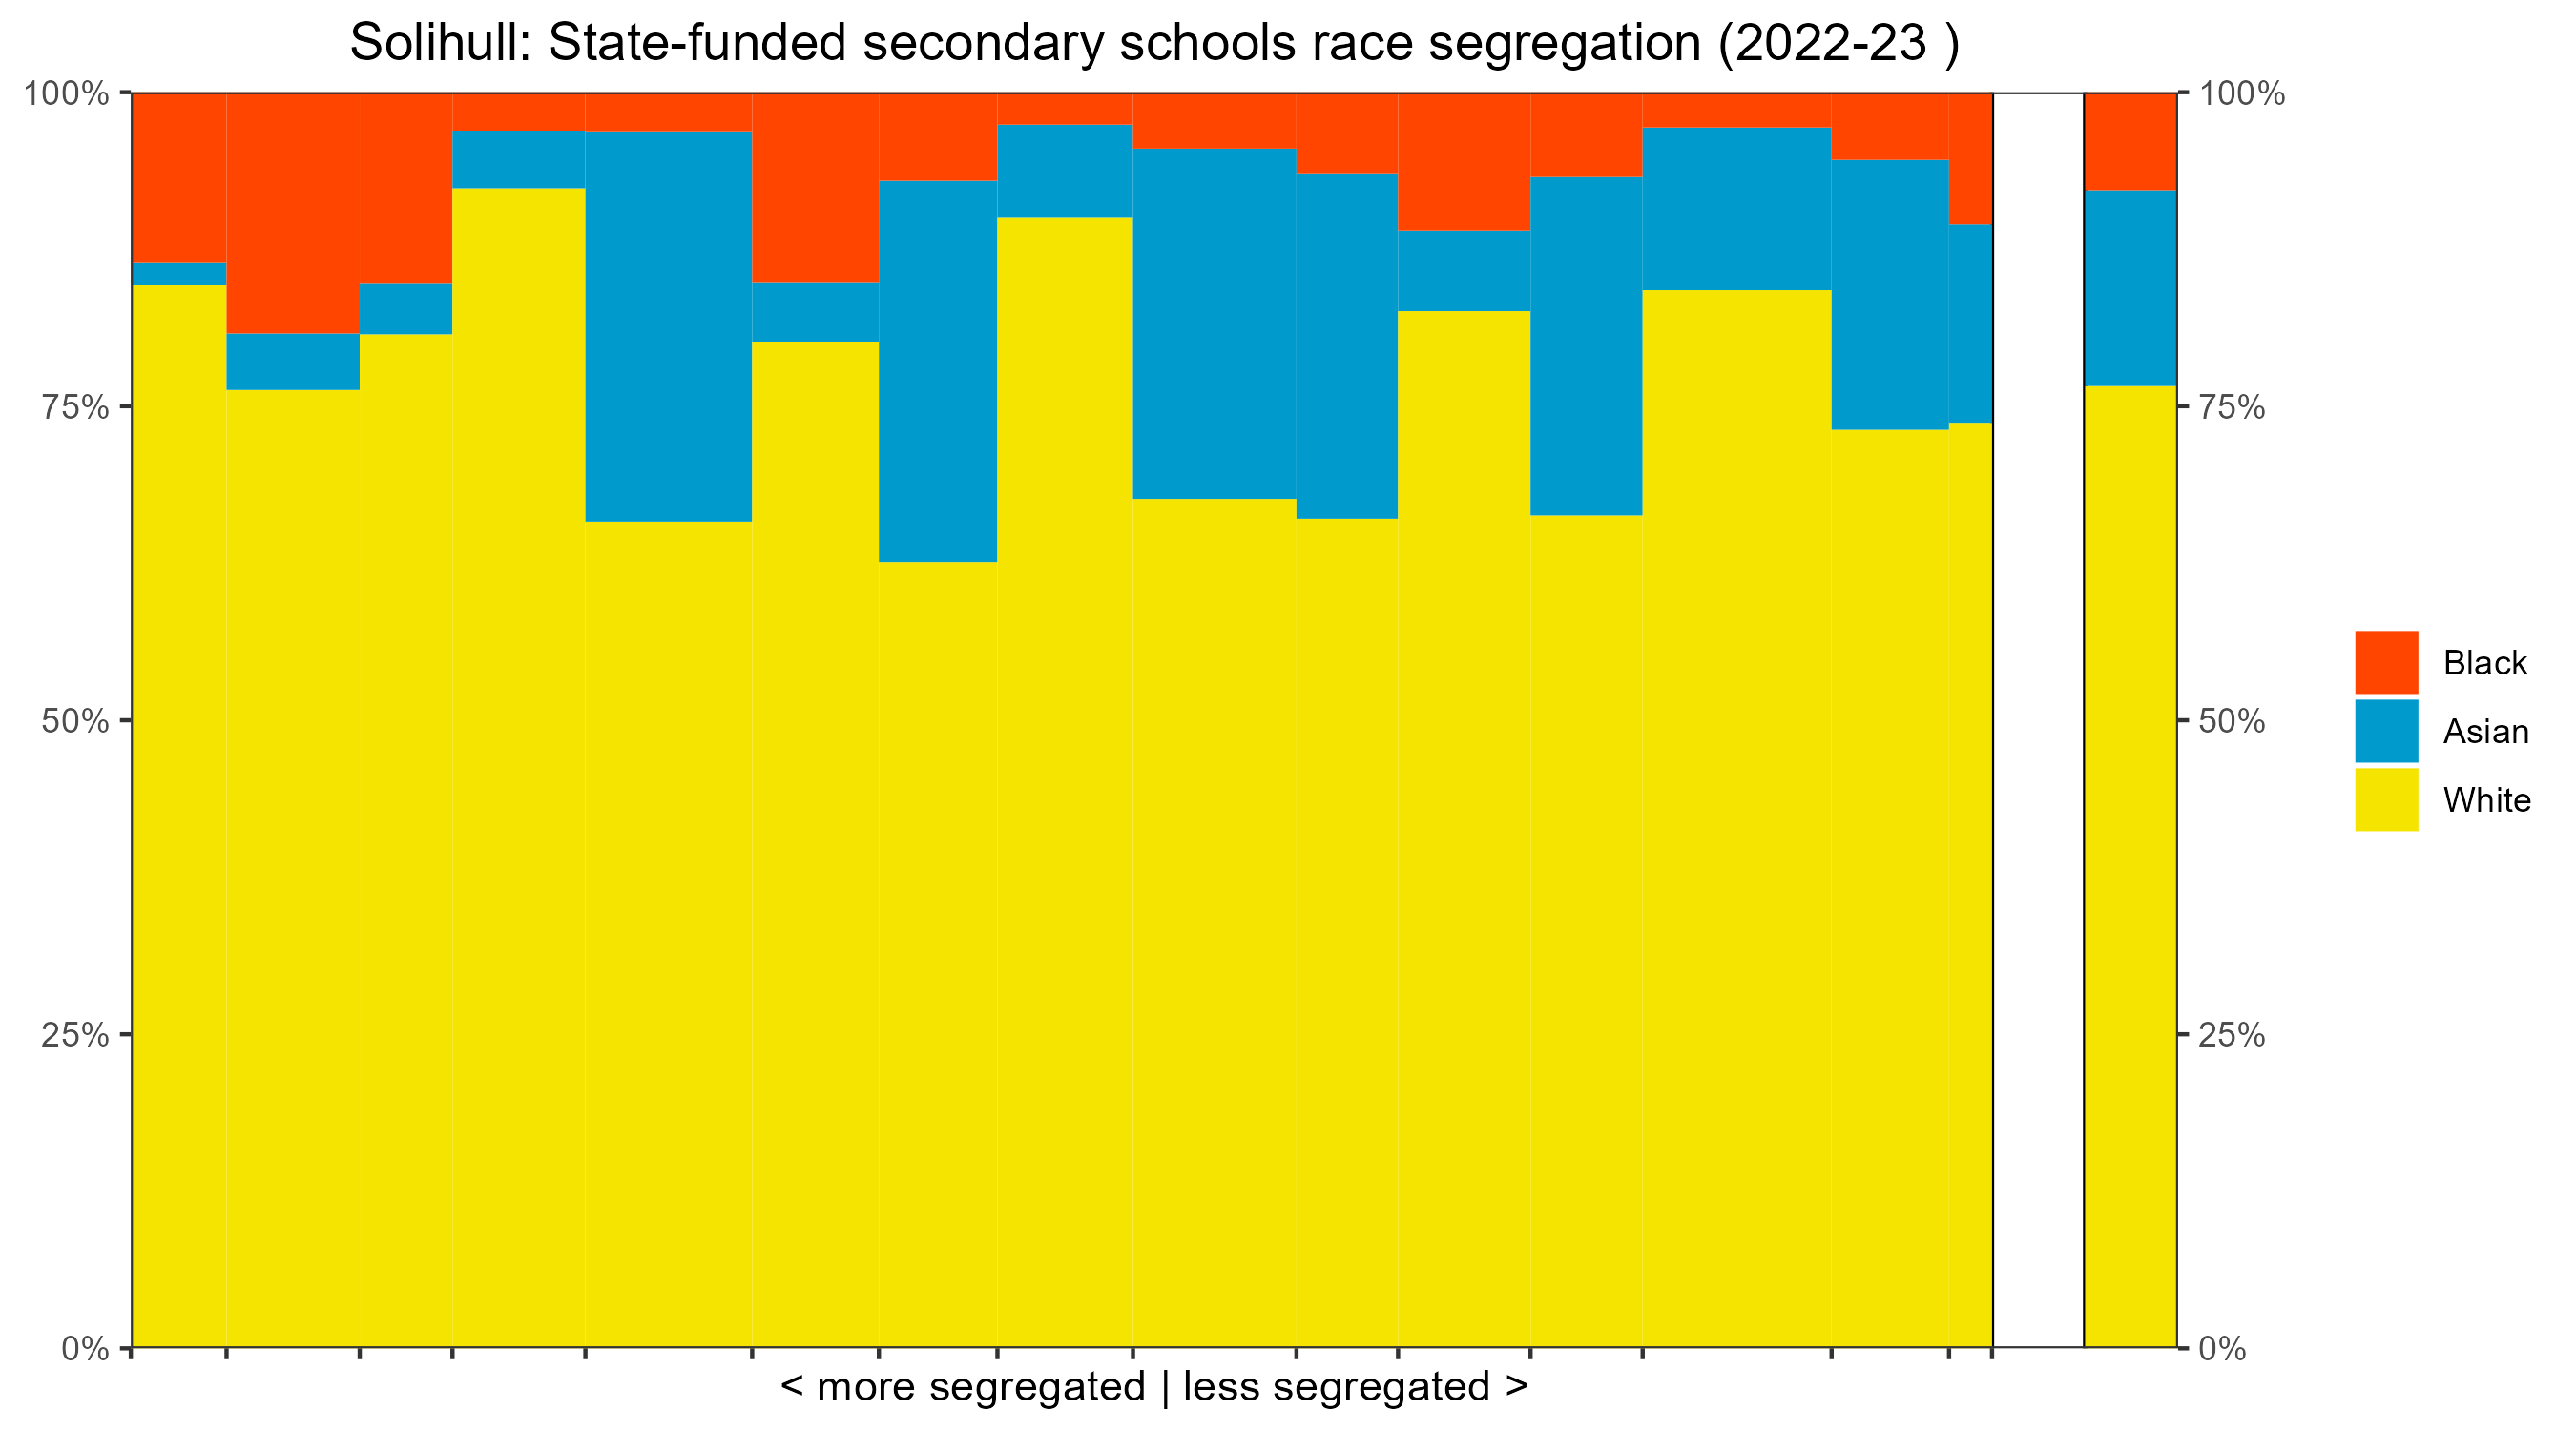 Solihull: State-funded secondary schools race segregation (2022-23 )
100%
75%
50%
25%
0%
100%
75%
50%
25%
0%
< more segregated | less segregated >
Black
Asian
White